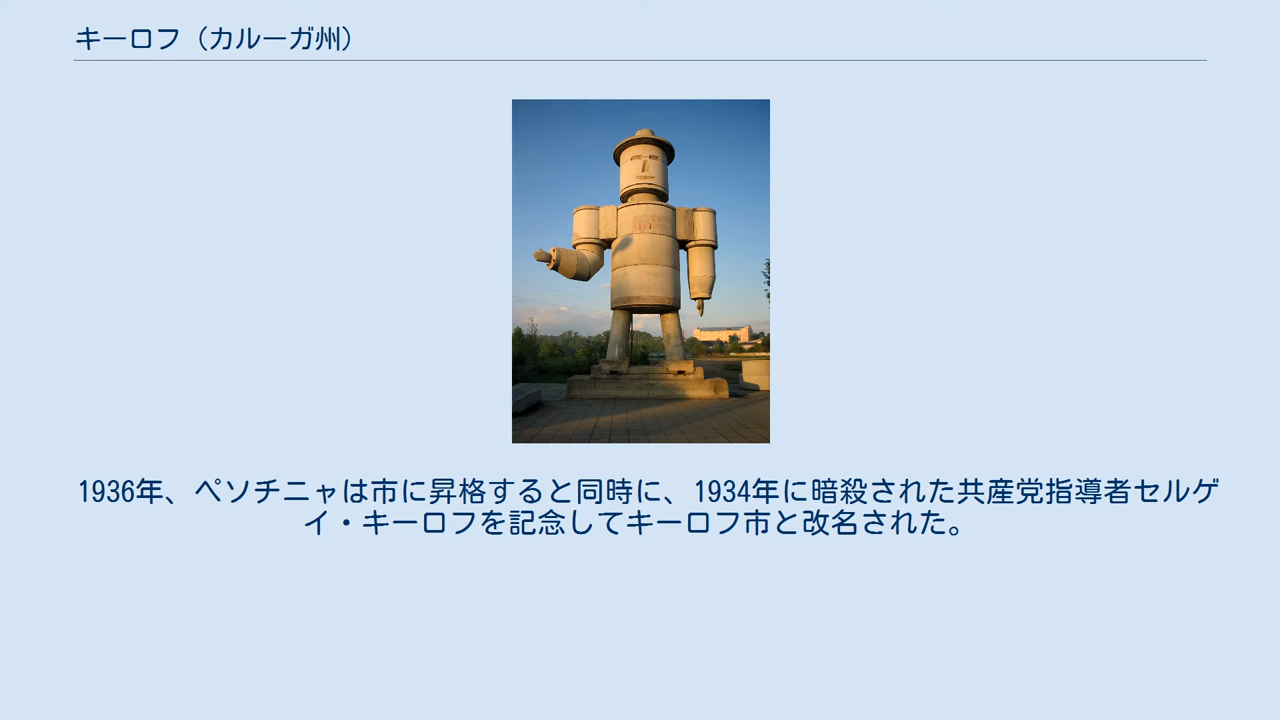 キーロフ（カルーガ州）
1936年、ペソチニャは市に昇格すると同時に、1934年に暗殺された共産党指導者セルゲ
イ・キーロフを記念してキーロフ市と改名された。